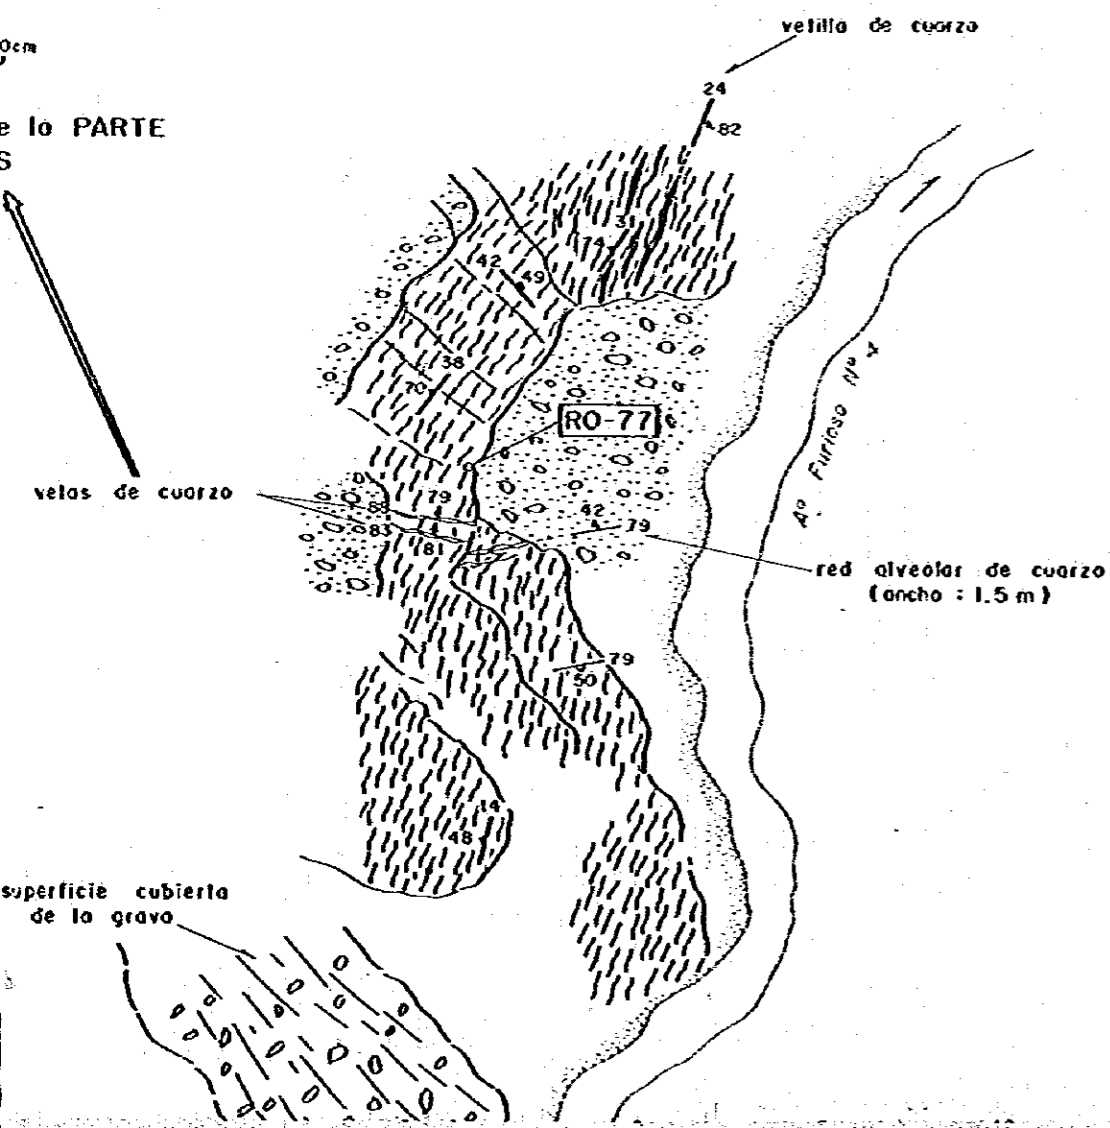 vetilla de cuarzo
0cm
24
82
e la PARTE
S
31
74
42
49
38
70
RO-77
Aº Furioso Nº 4
vetas de cuarzo
79
83
81
42
79
red alveolar de cuarzo
(ancho : 1.5 m)
79
50
14
48
superficie cubierta
de la grava